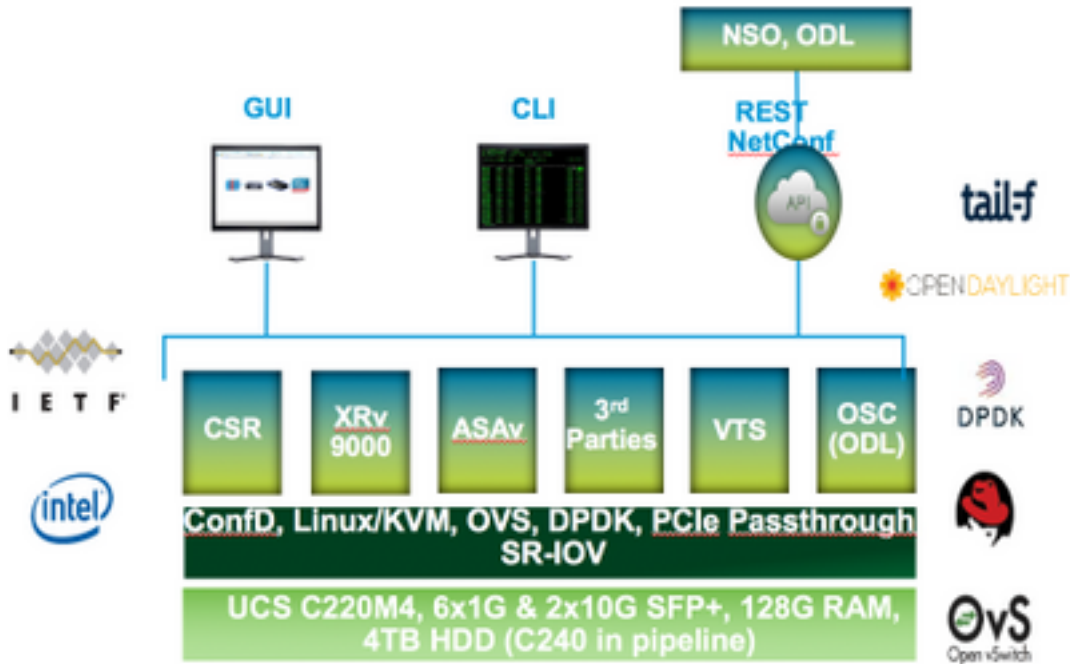 NSO, ODL
GUI
CLI
REST
NetConf
API
tail-f
OPENDAYLIGHT
IETF
CSR
XRv
9000
ASAv
3rd
Parties
VTS
OSC
(ODL)
DPDK
intel
ConfD, Linux/KVM, OVS, DPDK, PCIe Passthrough
SR-IOV
UCS C220M4, 6x1G & 2x10G SFP+, 128G RAM,
4TB HDD (C240 in pipeline)
OvS
Open vSwitch